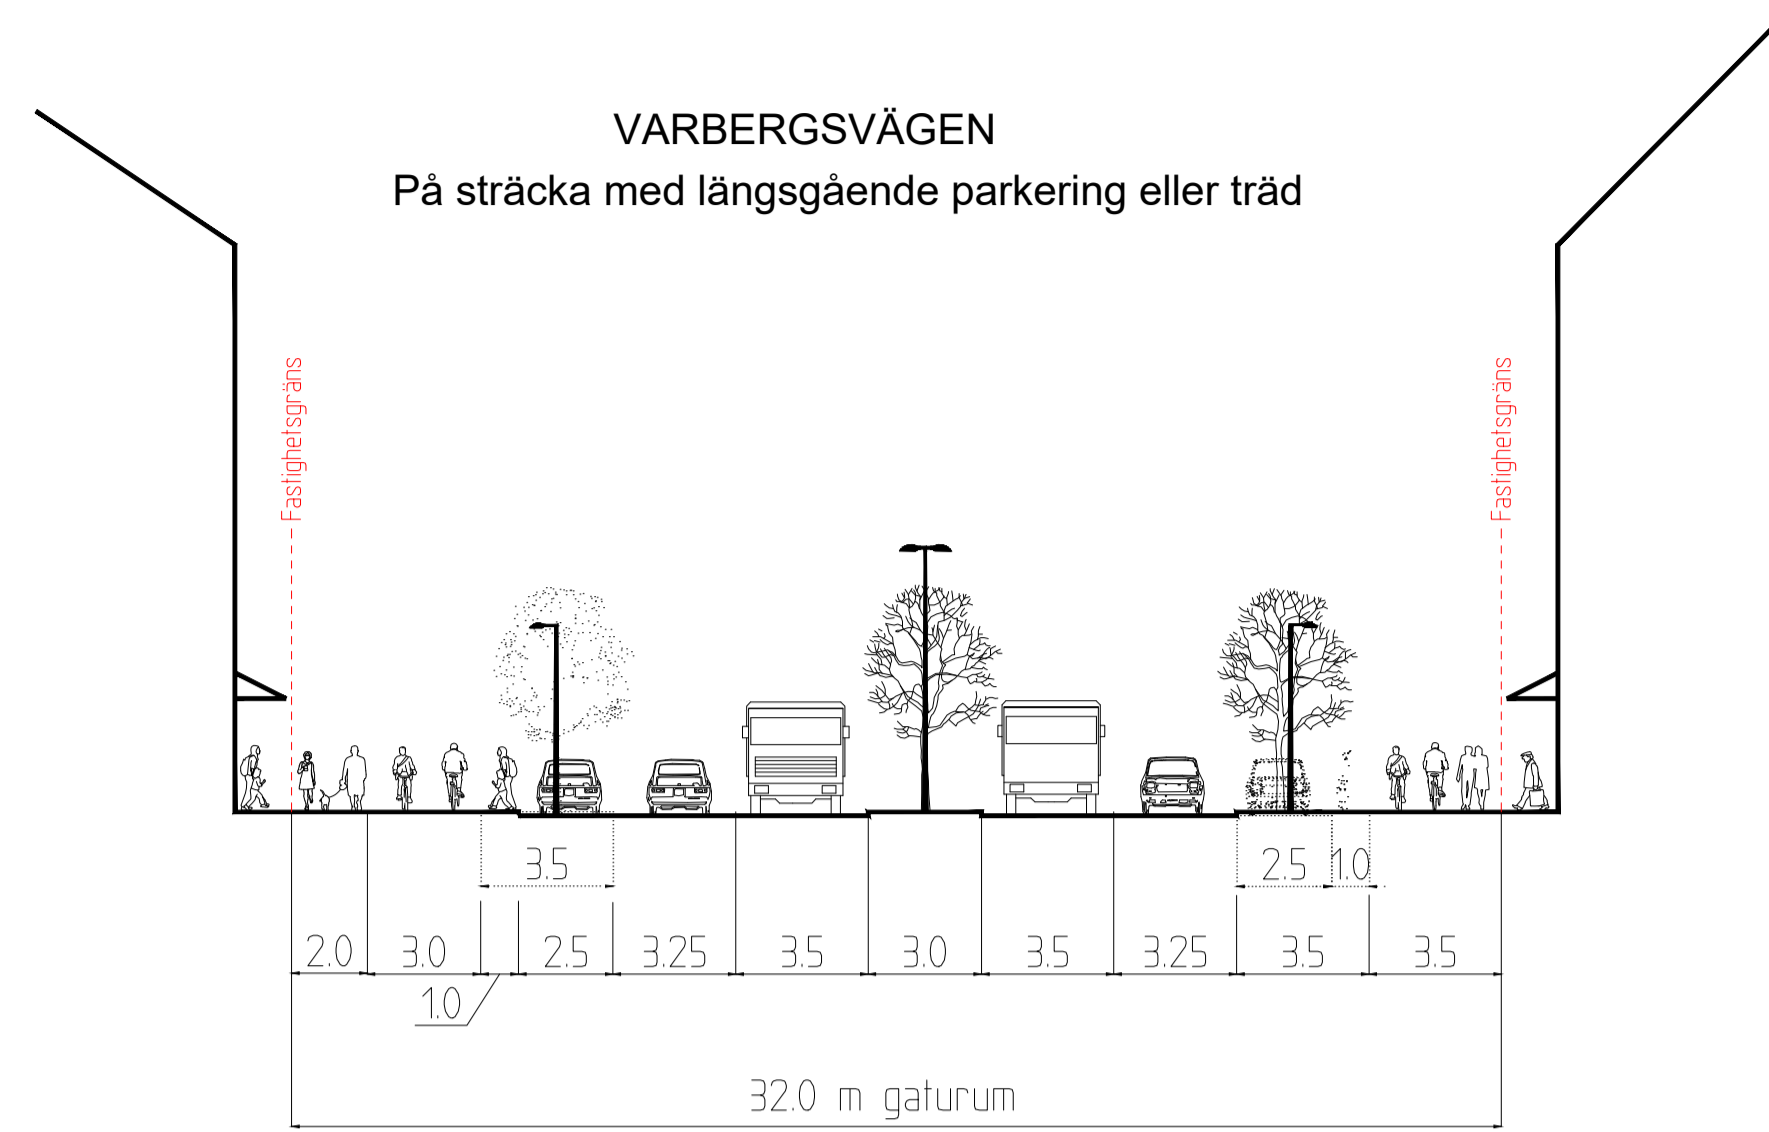 VARBERGSVÄGEN
På sträcka med längsgående parkering eller träd
Fastighetsgräns
Fastighetsgräns
3.5
2.5 1.0
2.0 3.0 2.5 3.25 3.5 3.0 3.5 3.25 3.5 3.5
1.0
32.0 m gaturum